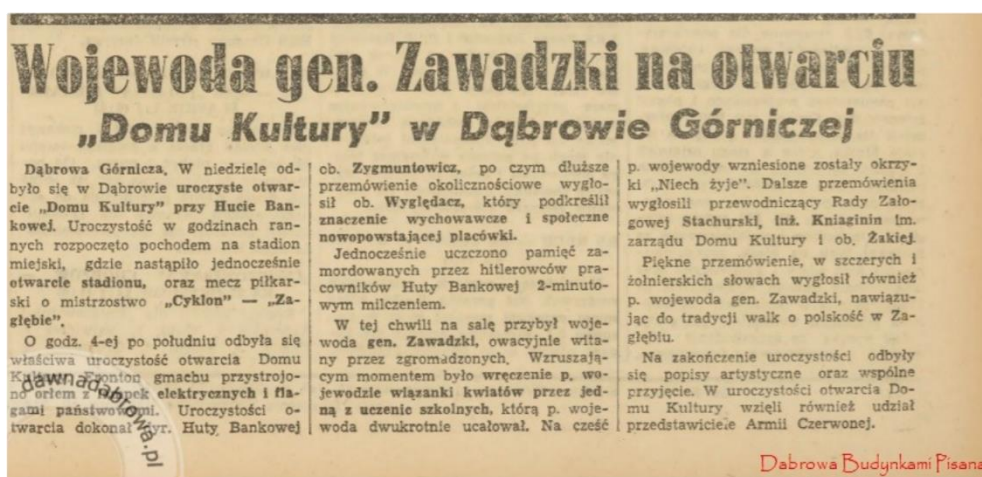 Wojewoda gen. Zawadzki na otwarciu
„Domu Kultury” w Dąbrowie Górniczej
Dąbrowa Górnicza. W niedzielę od-
było się w Dąbrowie uroczyste otwar-
cie „Domu Kultury” przy Hucie Ban-
kowej. Uroczystość w godzinach ran-
nych rozpoczęto pochodem na stadion
miejski, gdzie nastąpiło jednocześnie
otwarcie stadionu, oraz mecz piłkar-
ski o mistrzostwo „Cyklon” — „Za-
głębie”.
O godz. 4-ej po południu odbyła się
właściwa uroczystość otwarcia Domu
Kultury. Fronton gmachu przystrojo-
no orłem z lampek elektrycznych i fla-
gami państwowymi. Uroczystości o-
twarcia dokonał dyr. Huty Bankowej
ob. Zygmuntowicz, po czym dłuższe
przemówienie okolicznościowe wygło-
sił ob. Wyględacz, który podkreślił
znaczenie wychowawcze i społeczne
nowopowstającej placówki.
Jednocześnie uczczono pamięć za-
mordowanych przez hitlerowców pra-
cowników Huty Bankowej 2-minuto-
wym milczeniem.
W tej chwili na salę przybył woje-
woda gen. Zawadzki, owacyjnie wita-
ny przez zgromadzonych. Wzruszają-
cym momentem było wręczenie p. wo-
jewodzie wiązanki kwiatów przez jed-
ną z uczenic szkolnych, którą p. woje-
woda dwukrotnie ucałował. Na cześć
p. wojewody wzniesione zostały okrzy-
ki „Niech żyje”. Dalsze przemówienia
wygłosili przewodniczący Rady Zało-
gowej Stachurski, inż. Kniaginin im.
zarządu Domu Kultury i ob. Żakiej.
Piękne przemówienie, w szczerych i
żołnierskich słowach wygłosił również
p. wojewoda gen. Zawadzki, nawiązu-
jąc do tradycji walk o polskość w Za-
głębiu.
Na zakończenie uroczystości odbyły
się popisy artystyczne oraz wspólne
przyjęcie. W uroczystości otwarcia Do-
mu Kultury wzięli również udział
przedstawiciele Armii Czerwonej.
dawnadabrowa.pl
Dabrowa Budynkami Pisana